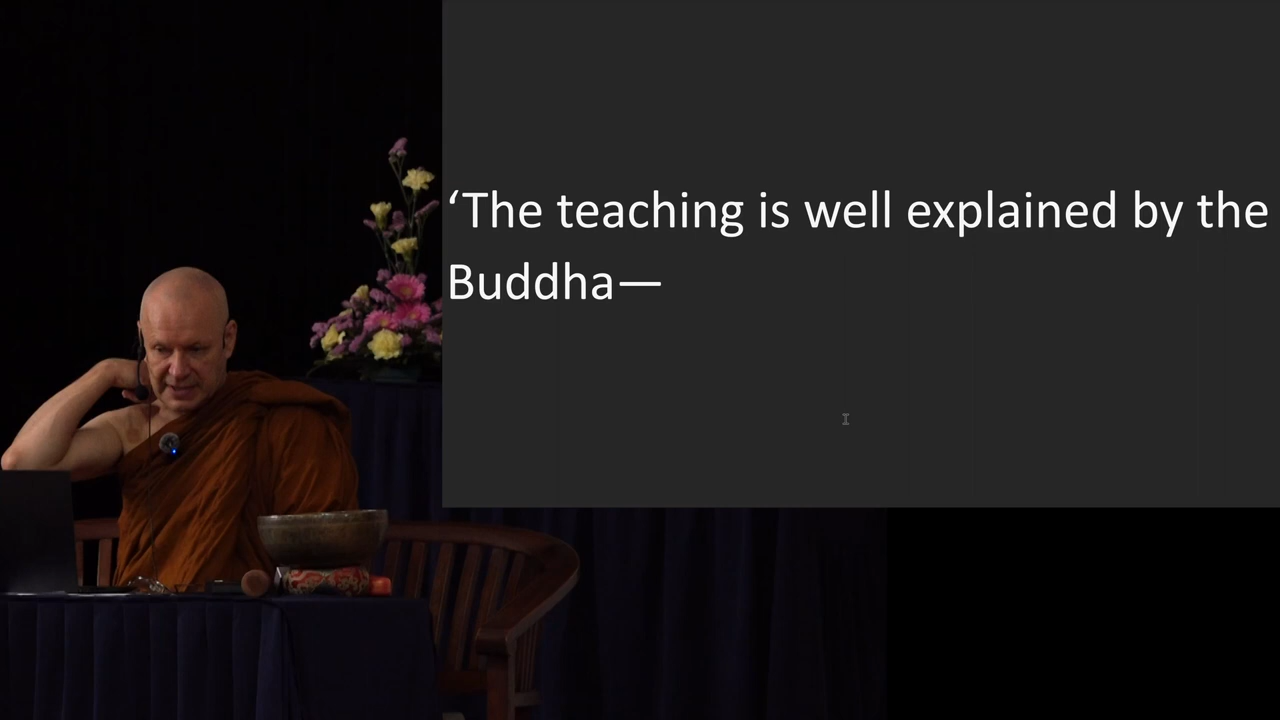 ‘The teaching is well explained by the
Buddha—